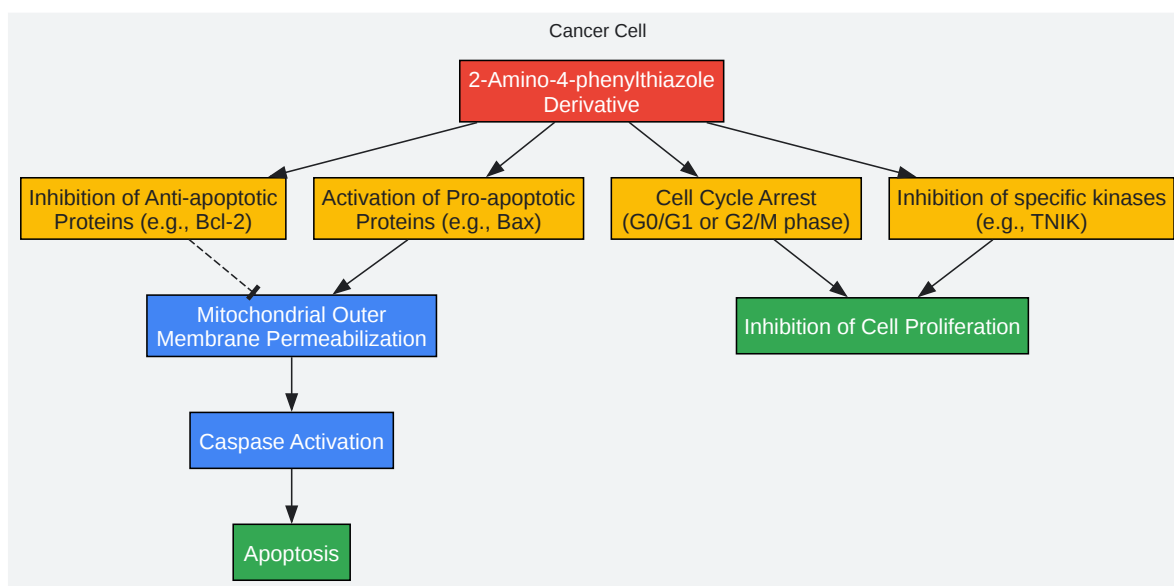 Cancer Cell
2-Amino-4-phenylthiazole
Derivative
Inhibition of Anti-apoptotic
Proteins (e.g., Bcl-2)
Activation of Pro-apoptotic
Proteins (e.g., Bax)
Cell Cycle Arrest
(G0/G1 or G2/M phase)
Inhibition of specific kinases
(e.g., TNIK)
Mitochondrial Outer
Membrane Permeabilization
Inhibition of Cell Proliferation
Caspase Activation
Apoptosis